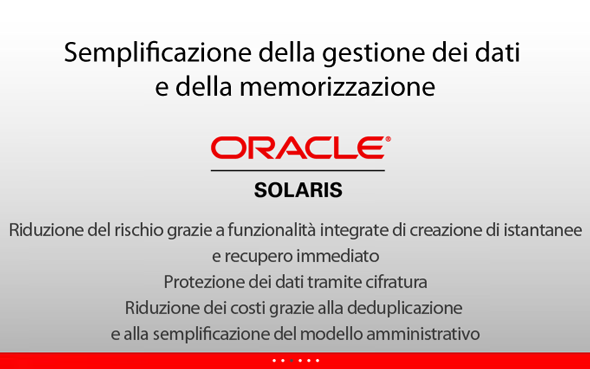 Semplificazione della gestione dei dati
e della memorizzazione
ORACLE®
SOLARIS
Riduzione del rischio grazie a funzionalità integrate di creazione di istantanee
e recupero immediato
Protezione dei dati tramite cifratura
Riduzione dei costi grazie alla deduplicazione
e alla semplificazione del modello amministrativo